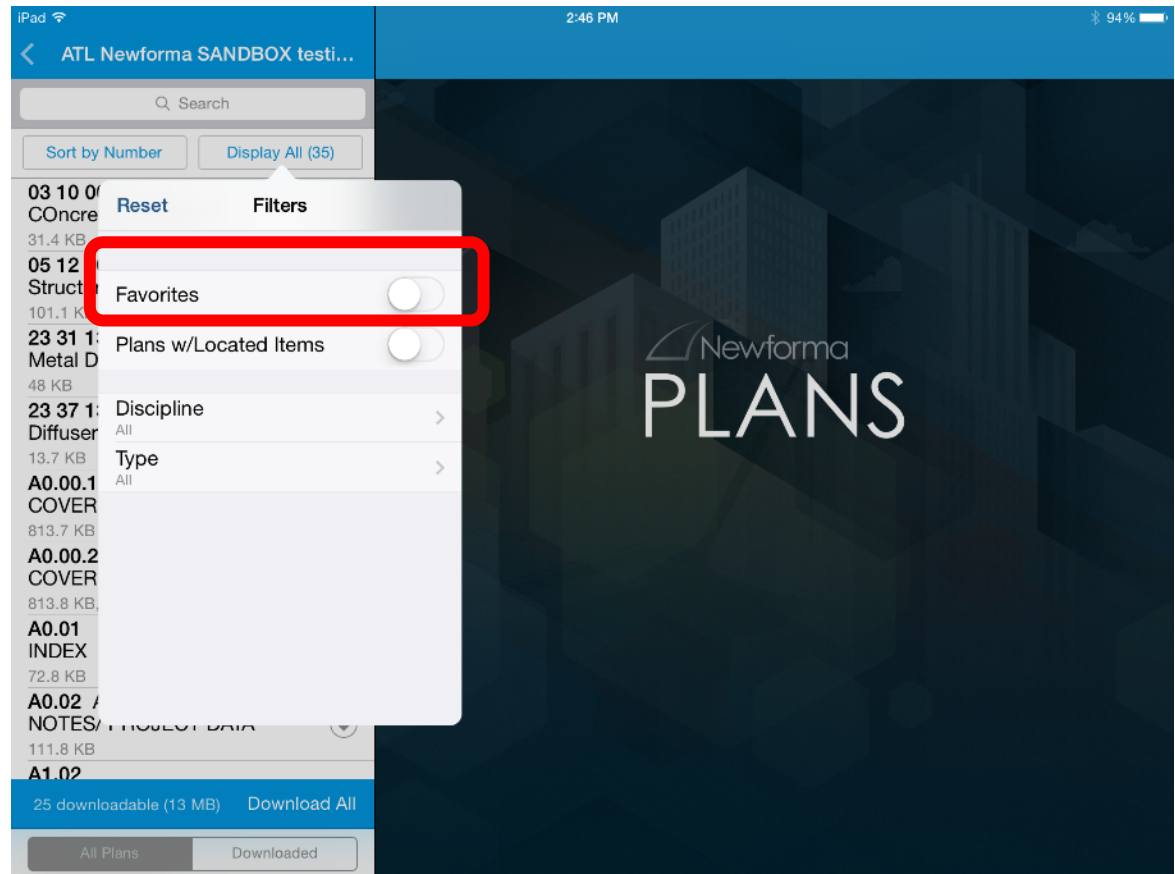 iPad 2:46 PM 94%
ATL Newforma SANDBOX testi...
Search
Sort by Number Display All (35)
03 10 0
COncre
31.4 KB
Reset Filters
05 12
Struct
101.1 K
Favorites
23 31 1
Metal D
48 KB
Plans w/Located Items
23 37 1
Diffuser
13.7 KB
Discipline
All
Type
All
A0.00.1
COVER
813.7 KB
A0.00.2
COVER
813.8 KB,
A0.01
INDEX
72.8 KB
A0.02
NOTES/ PROJECT DATA
111.8 KB
A1.02
25 downloadable (13 MB) Download All
All Plans Downloaded
Newforma
PLANS